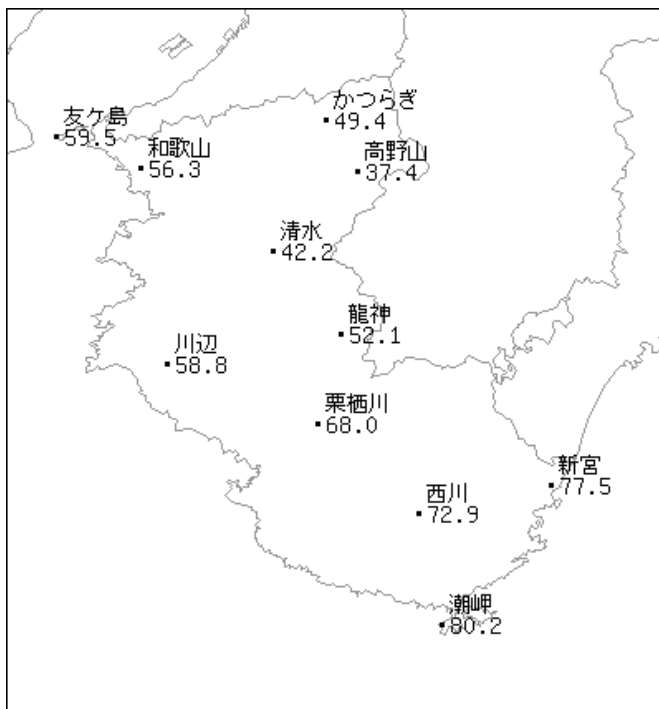 かつらぎ
49.4
友ケ島
59.5
和歌山
56.3
高野山
37.4
清水
42.2
龍神
52.1
川辺
58.8
栗栖川
68.0
新宮
77.5
西川
72.9
潮岬
80.2